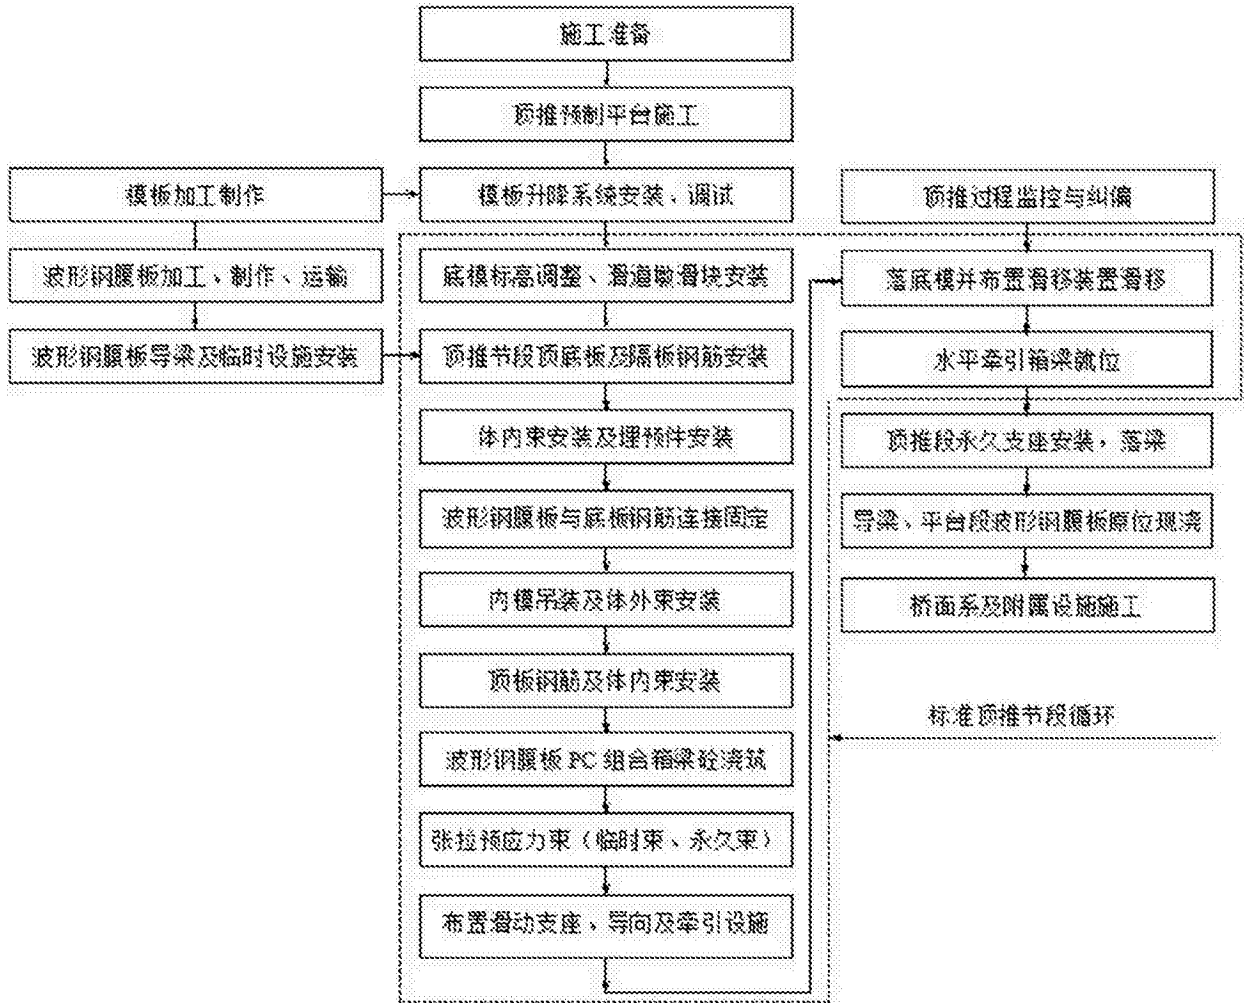 施工准备
顶推预制平台施工
模板加工制作
模板升降系统安装、调试
顶推过程监控与纠偏
波形钢腹板加工、制作、运输
底模标高调整、滑道墩滑块安装
落底模并布置滑移装置滑移
波形钢腹板导梁及临时设施安装
顶推节段顶底板及隔板钢筋安装
水平牵引箱梁就位
体内束安装及埋预件安装
顶推段永久支座安装，落梁
波形钢腹板与底板钢筋连接固定
导梁、平台段波形钢腹板原位现浇
内模吊装及体外束安装
桥面系及附属设施施工
顶板钢筋及体内束安装
标准顶推节段循环
波形钢腹板 PC 组合箱梁砼浇筑
张拉预应力束（临时束、永久束）
布置滑动支座、导向及牵引设施